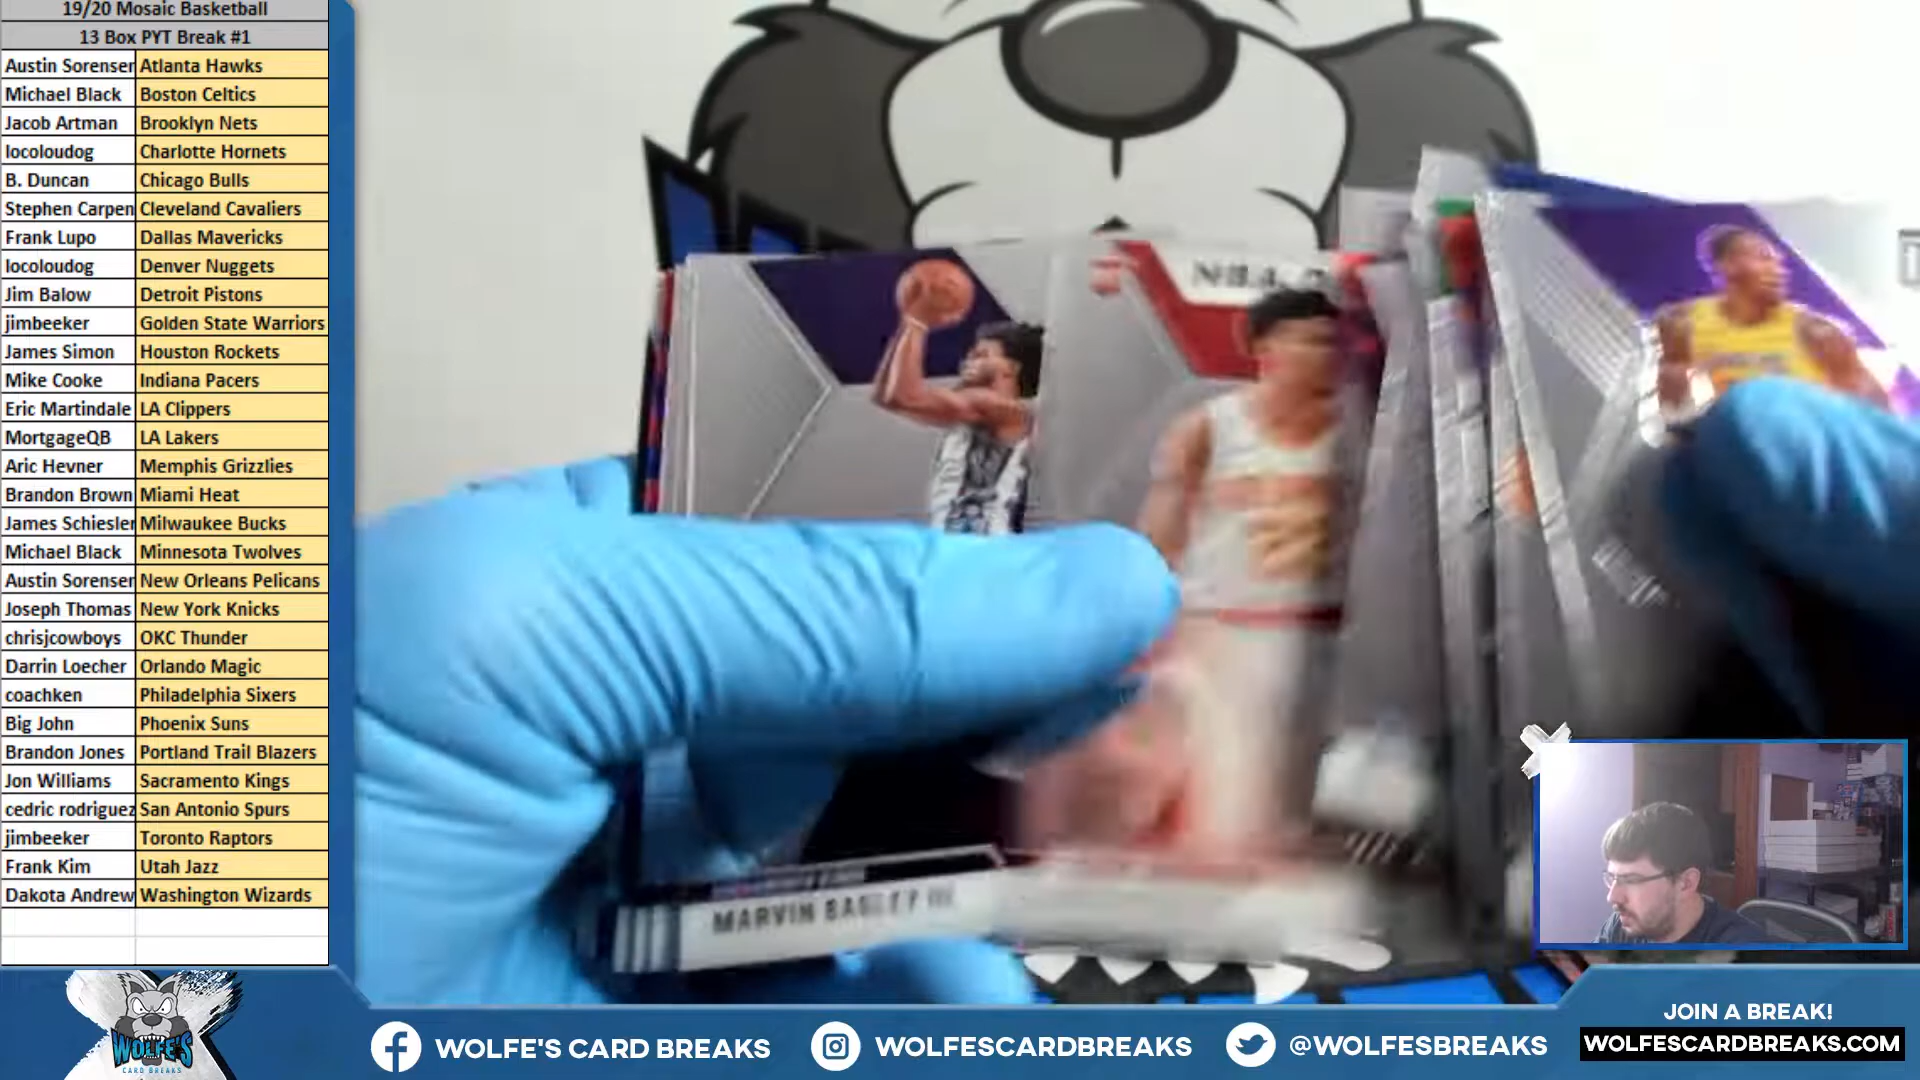 19/20 Mosaic Basketball
13 Box PYT Break #1
Austin Sorenser Atlanta Hawks
Michael Black Boston Celtics
Jacob Artman Brooklyn Nets
locoloudog Charlotte Hornets
B. Duncan Chicago Bulls
Stephen Carpen Cleveland Cavaliers
Frank Lupo Dallas Mavericks
locoloudog Denver Nuggets
Jim Balow Detroit Pistons
jimbeeker Golden State Warriors
James Simon Houston Rockets
Mike Cooke Indiana Pacers
Eric Martindale LA Clippers
MortgageQB LA Lakers
Aric Hevner Memphis Grizzlies
Brandon Brown Miami Heat
James Schiesler Milwaukee Bucks
Michael Black Minnesota Twolves
Austin Sorenser New Orleans Pelicans
Joseph Thomas New York Knicks
chrisjcowboys OKC Thunder
Darrin Loecher Orlando Magic
coachken Philadelphia Sixers
Big John Phoenix Suns
Brandon Jones Portland Trail Blazers
Jon Williams Sacramento Kings
cedric rodriguez San Antonio Spurs
jimbeeker Toronto Raptors
Frank Kim Utah Jazz
Dakota Andrew Washington Wizards
NBA
MARVIN BAGLEY III
WOLFE'S
CARD BREAKS
WOLFE'S CARD BREAKS
WOLFESCARDBREAKS
@WOLFESBREAKS
JOIN A BREAK!
WOLFESCARDBREAKS.COM